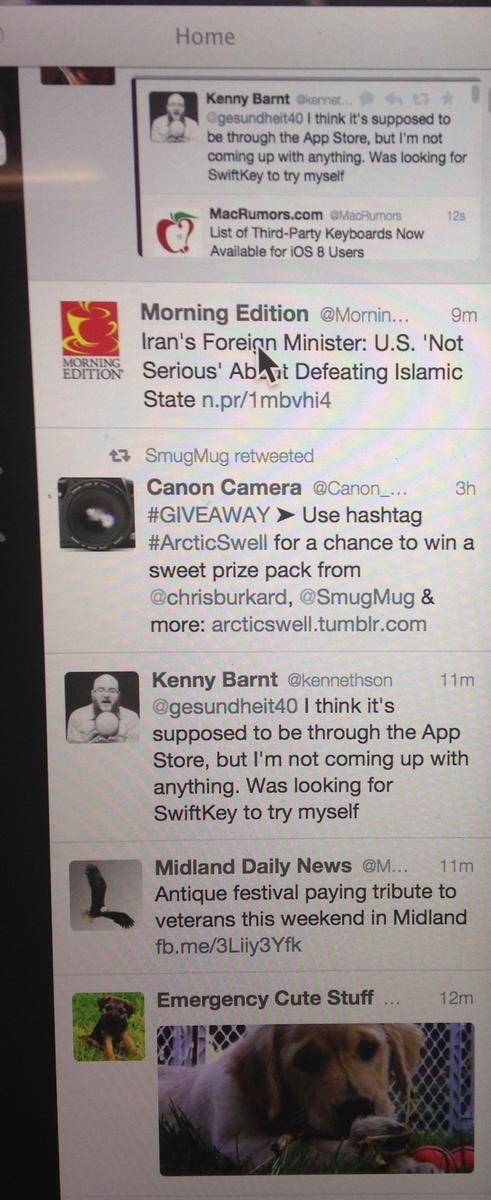 Home
Kenny Barnt @kennet...
@gesundheit40 I think it's supposed to
be through the App Store, but I'm not
coming up with anything. Was looking for
SwiftKey to try myself
MacRumors.com @MacRumors 12s
List of Third-Party Keyboards Now
Available for iOS 8 Users
Morning Edition @Mornin... 9m
MORNING
EDITION
Iran's Foreign Minister: U.S. 'Not
Serious' About Defeating Islamic
State n.pr/1mbvhi4
SmugMug retweeted
Canon Camera @Canon_... 3h
#GIVEAWAY ➤ Use hashtag
#ArcticSwell for a chance to win a
sweet prize pack from
@chrisburkard, @SmugMug &
more: arcticswell.tumblr.com
Kenny Barnt @kennethson 11m
@gesundheit40 I think it's
supposed to be through the App
Store, but I'm not coming up with
anything. Was looking for
SwiftKey to try myself
Midland Daily News @M... 11m
Antique festival paying tribute to
veterans this weekend in Midland
fb.me/3Liiy3Yfk
Emergency Cute Stuff ... 12m